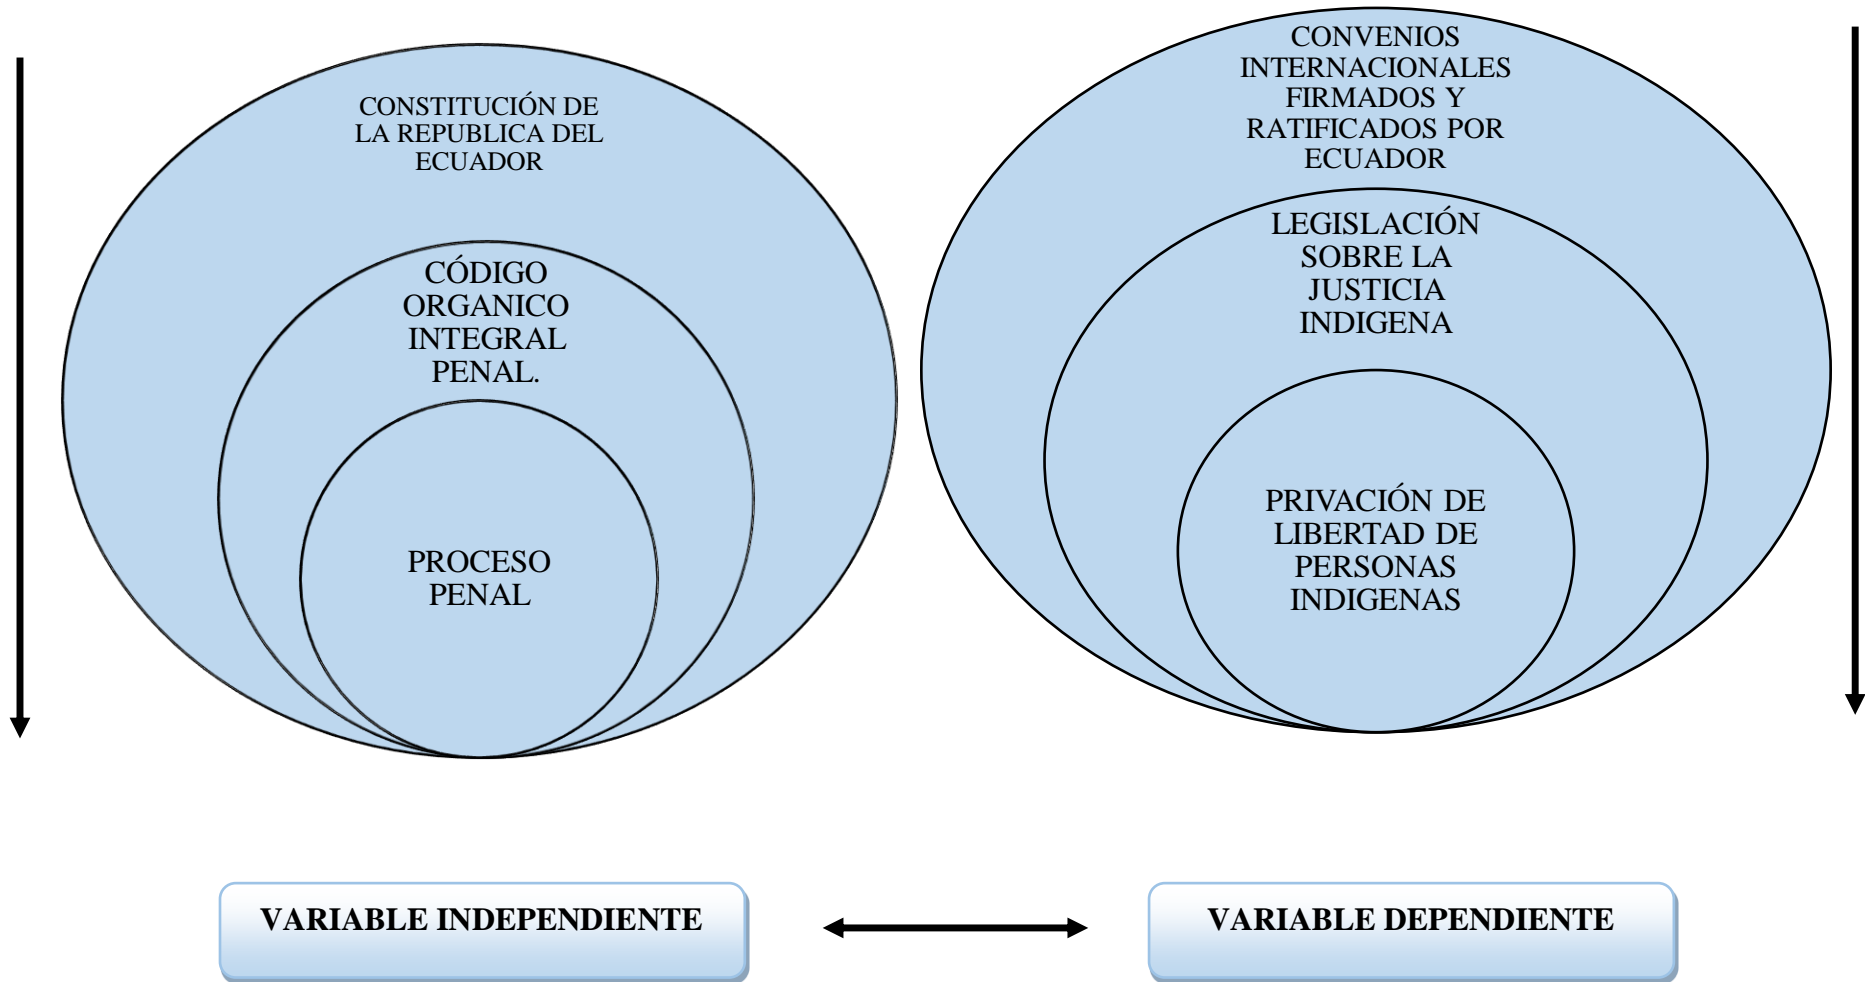 CONSTITUCIÓN DE
LA REPUBLICA DEL
ECUADOR
CÓDIGO
ORGANICO
INTEGRAL
PENAL.
PROCESO
PENAL
CONVENIOS
INTERNACIONALES
FIRMADOS Y
RATIFICADOS POR
ECUADOR
LEGISLACIÓN
SOBRE LA
JUSTICIA
INDIGENA
PRIVACIÓN DE
LIBERTAD DE
PERSONAS
INDIGENAS
VARIABLE INDEPENDIENTE
VARIABLE DEPENDIENTE